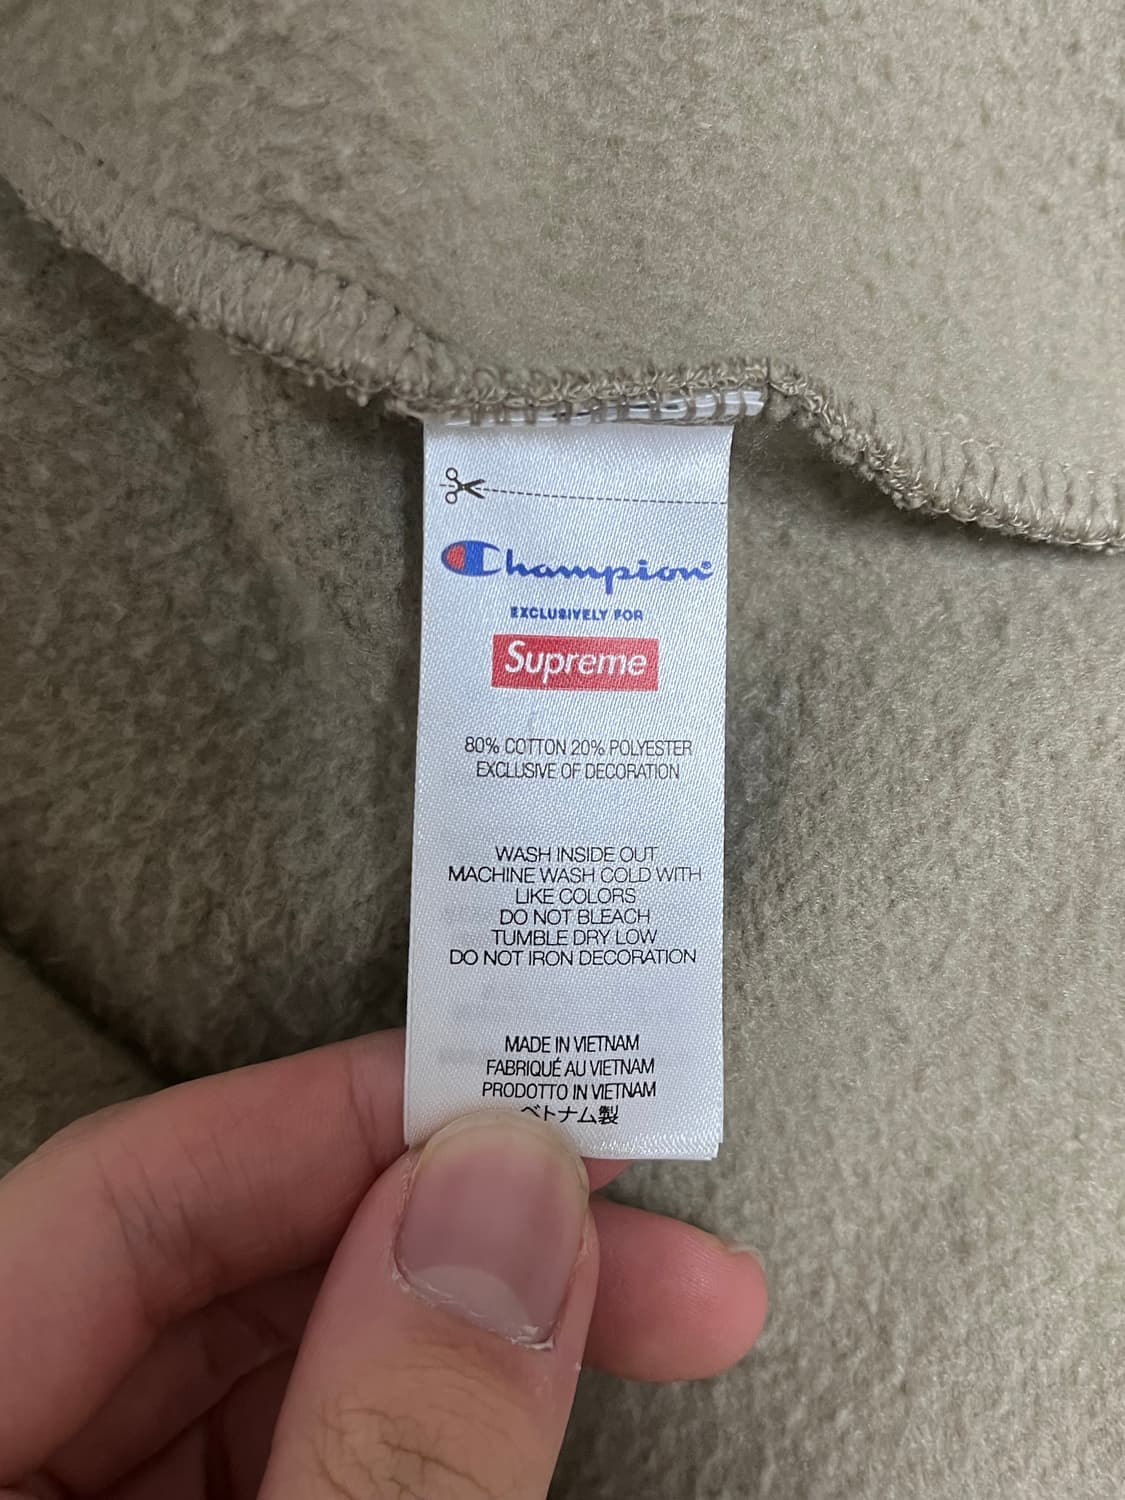 Champion
EXCLUSIVELY FOR
Supreme
80% COTTON 20% POLYESTER
EXCLUSIVE OF DECORATION
WASH INSIDE OUT
MACHINE WASH COLD WITH
LIKE COLORS
DO NOT BLEACH
TUMBLE DRY LOW
DO NOT IRON DECORATION
MADE IN VIETNAM
FABRIQUÉ AU VIETNAM
PRODOTTO IN VIETNAM
ベトナム製